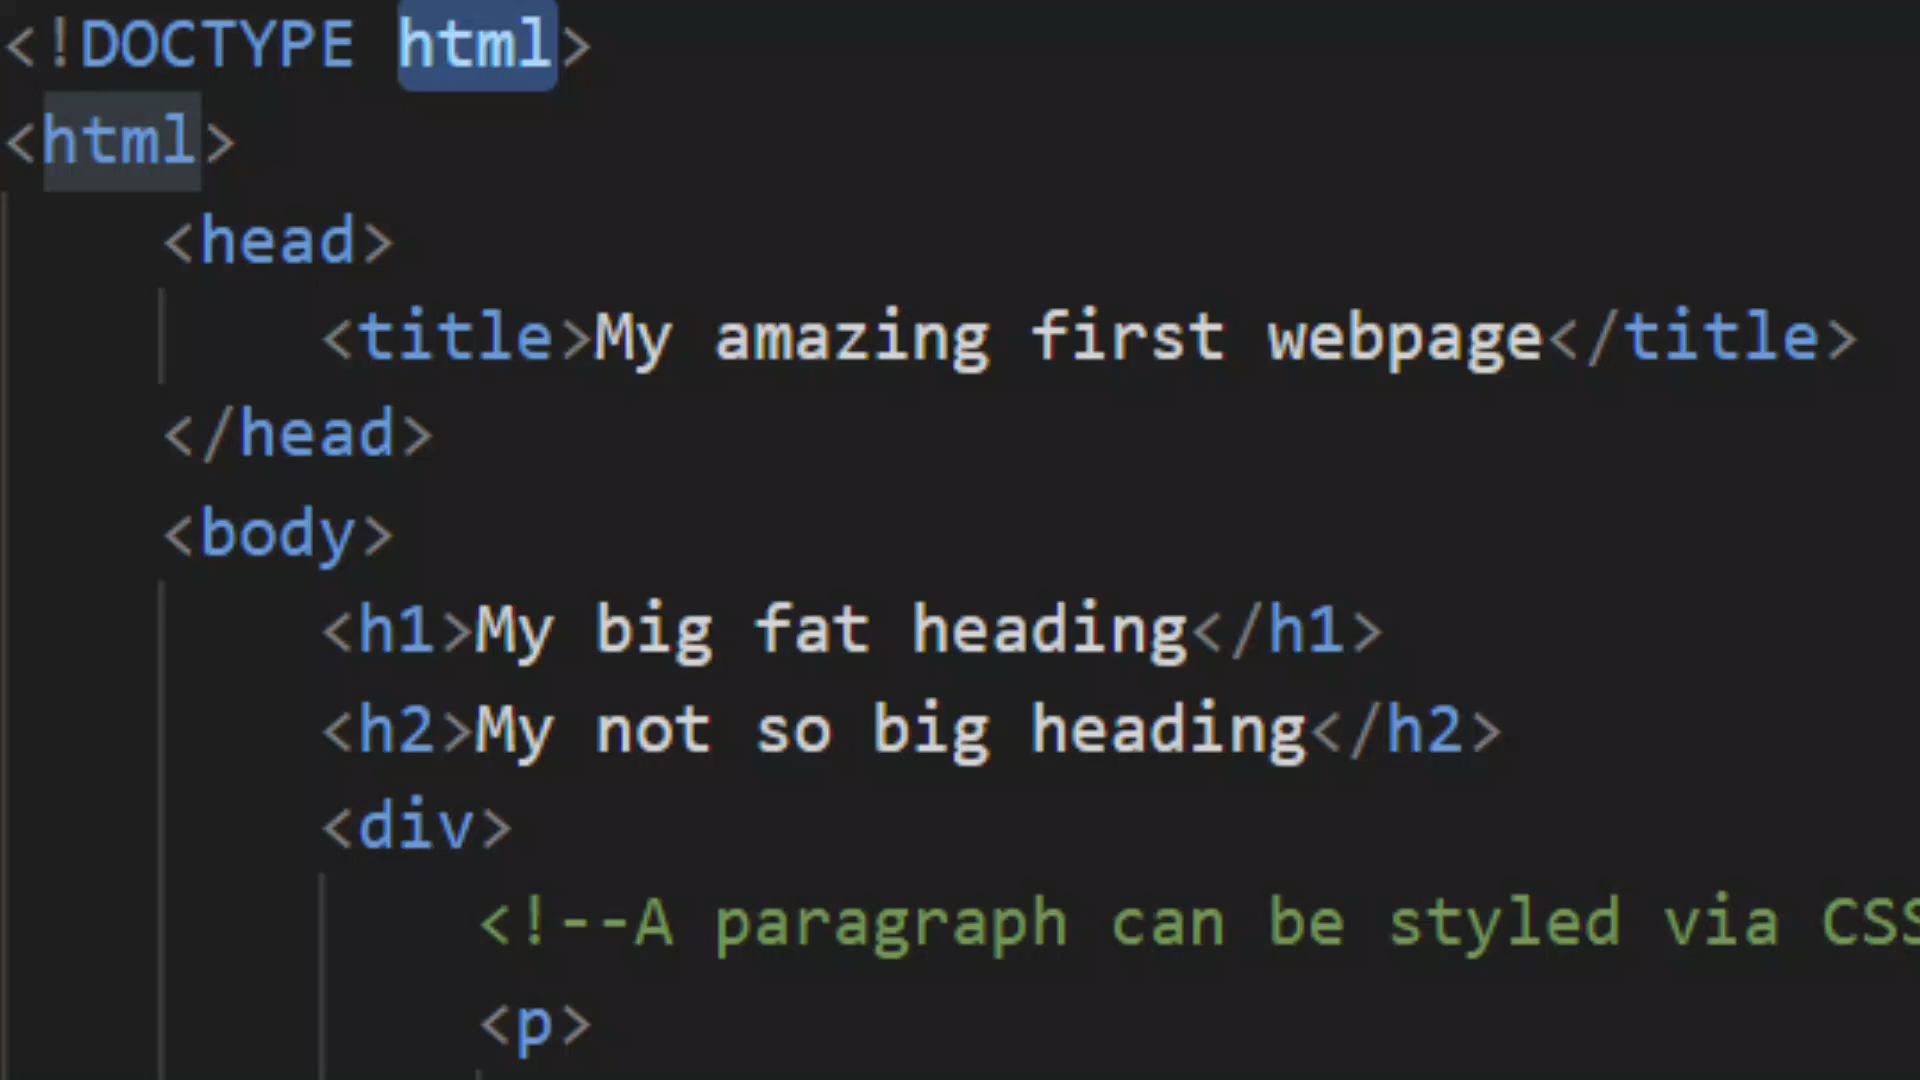 <!DOCTYPE html>
<html>
<head>
<title>My amazing first webpage</title>
</head>
<body>
<h1>My big fat heading</h1>
<h2>My not so big heading</h2>
<div>
<!--A paragraph can be styled via CSS
<p>